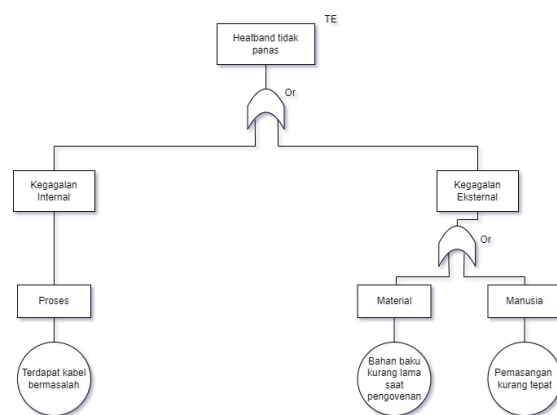 TE
Heatband tidak
panas
Or
Kegagalan
Internal
Kegagalan
Eksternal
Or
Proses
Material
Manusia
Terdapat kabel
bermasalah
Bahan baku
kurang lama
saat
pengovenan
Pemasangan
kurang tepat